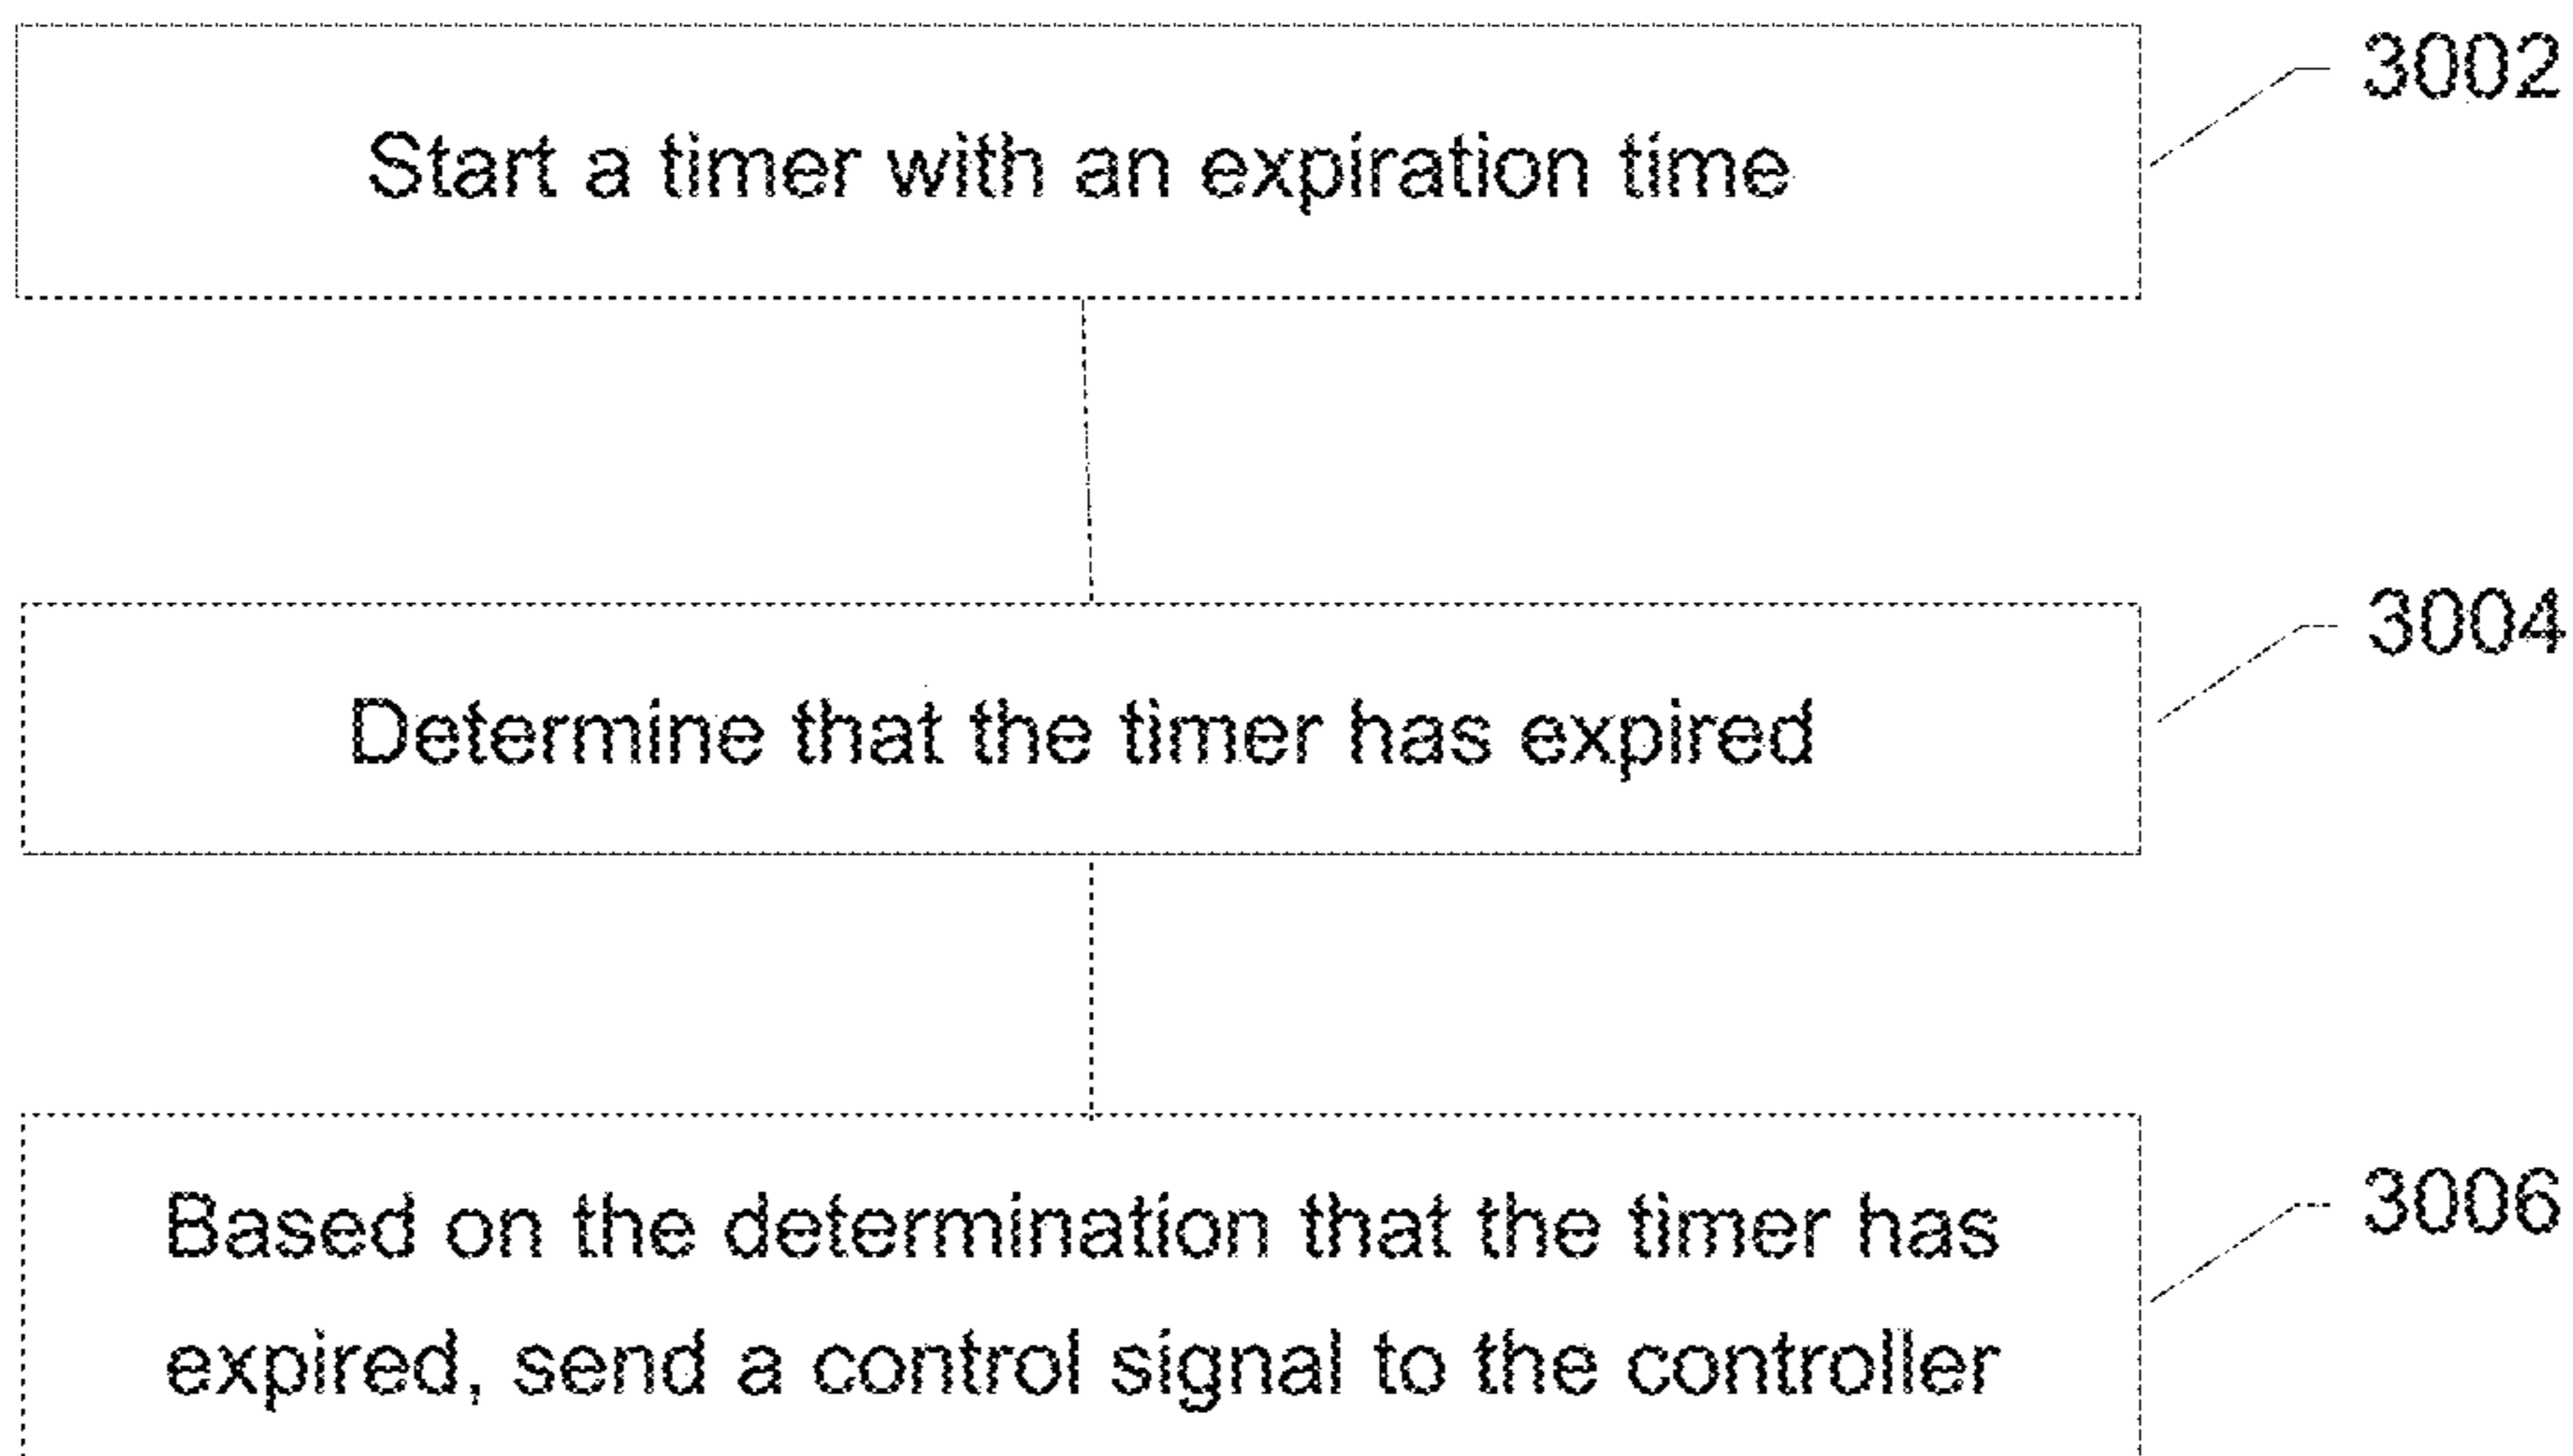 3002
Start a timer with an expiration time
3004
Determine that the timer has expired
3006
Based on the determination that the timer has
expired, send a control signal to the controller